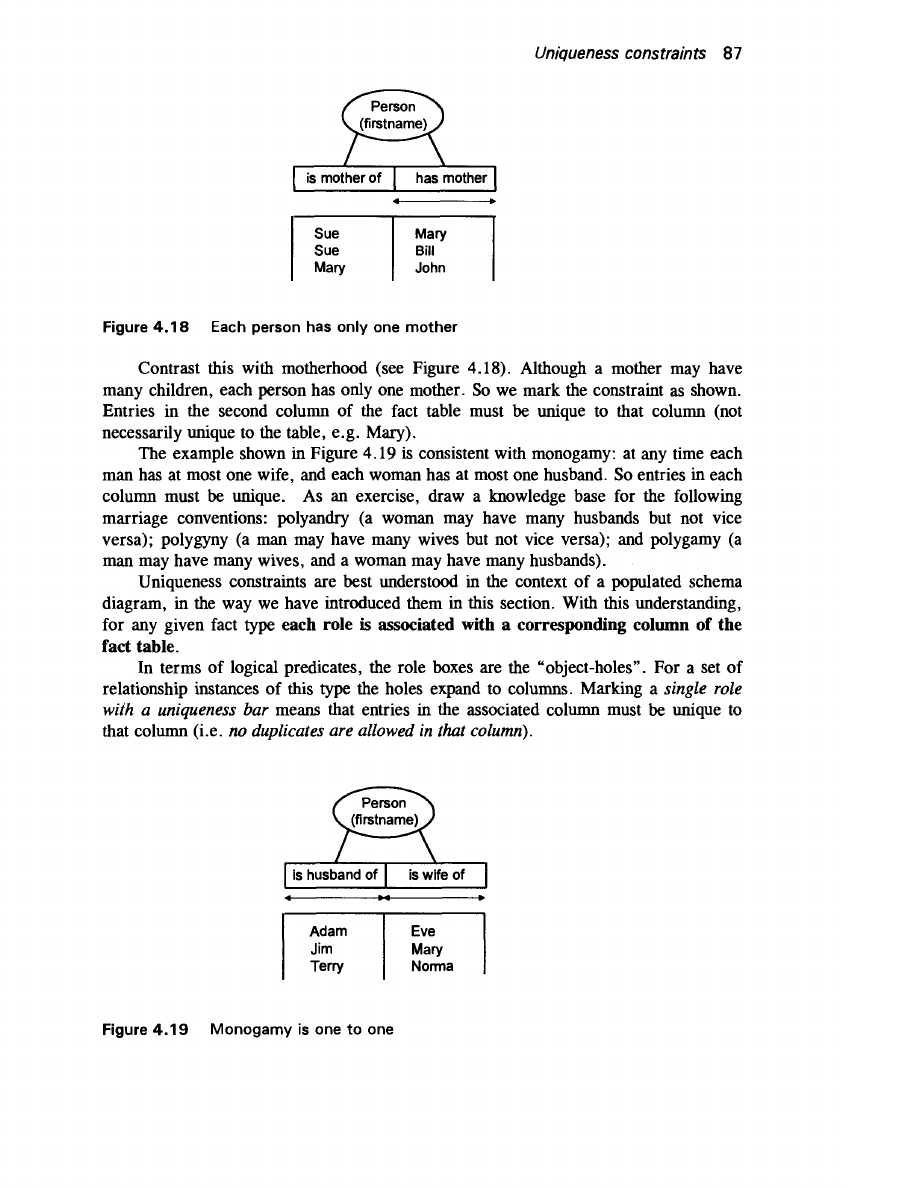 Uniqueness constraints 87
Person
(firstname)
is mother of has mother
Sue Mary
Sue Bill
Mary John
Figure 4.18 Each person has only one mother
Contrast this with motherhood (see Figure 4.18). Although a mother may have
many children, each person has only one mother. So we mark the constraint as shown.
Entries in the second column of the fact table must be unique to that column (not
necessarily unique to the table, e.g. Mary).
The example shown in Figure 4.19 is consistent with monogamy: at any time each
man has at most one wife, and each woman has at most one husband. So entries in each
column must be unique. As an exercise, draw a knowledge base for the following
marriage conventions: polyandry (a woman may have many husbands but not vice
versa); polygyny (a man may have many wives but not vice versa); and polygamy (a
man may have many wives, and a woman may have many husbands).
Uniqueness constraints are best understood in the context of a populated schema
diagram, in the way we have introduced them in this section. With this understanding,
for any given fact type each role is associated with a corresponding column of the
fact table.
In terms of logical predicates, the role boxes are the "object-holes". For a set of
relationship instances of this type the holes expand to columns. Marking a single role
with a uniqueness bar means that entries in the associated column must be unique to
that column (i.e. no duplicates are allowed in that column).
Person
(firstname)
is husband of is wife of
Adam Eve
Jim Mary
Terry Norma
Figure 4.19 Monogamy is one to one